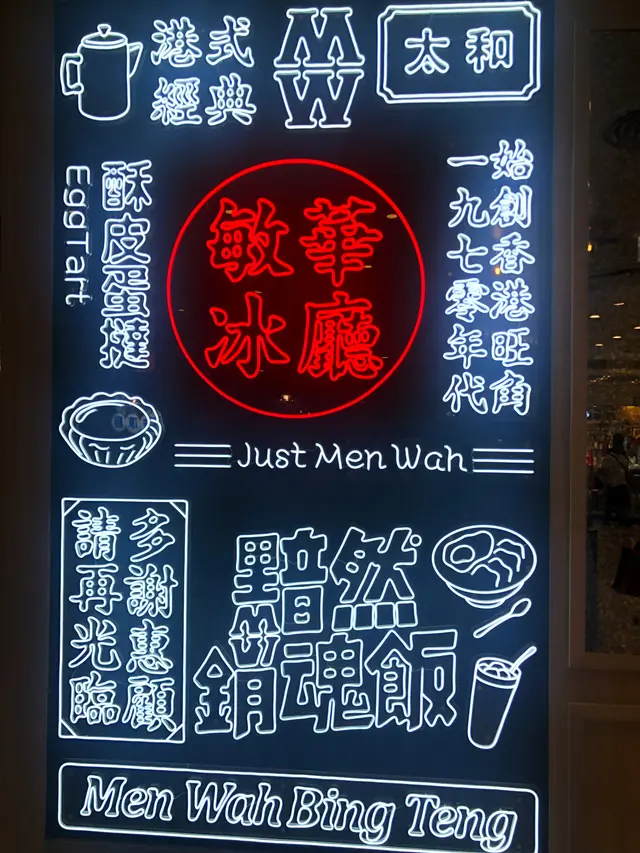 港式
經典
M
W
太和
酥皮蛋撻
EggTart
敏華
冰廳
始創香港旺角
一九七零年代
Just Men Wah
多謝惠顧
請再光臨
黯然
MW
銷魂飯
Men Wah Bing Teng